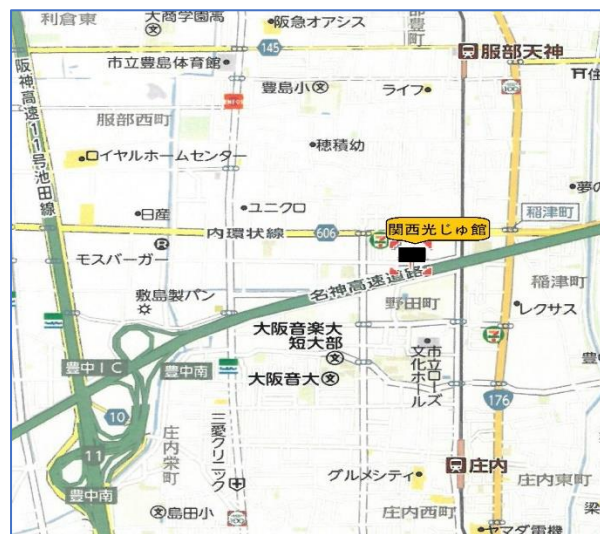 利倉東
大商学園高
阪急オアシス
部豊町
145
服部天神
市立豊島体育館
豊島小
ライフ
阪神高速11号池田線
服部西町
穂積幼
ロイヤルホームセンター
夢の
日産
ユニクロ
稲津町
関西光じゅ館
内環状線
606
モスバーガー
名神高速道路
稲津町
敷島製パン
野田町
レクサス
大阪音楽大
短大部
市立ローズ
文化ホール
豊中IC
豊中南
大阪音大
176
10
庄内栄町
三愛クリニック
11
庄内
豊中南
グルメシティ
庄内東町
島田小
庄内西町
ヤマダ電機